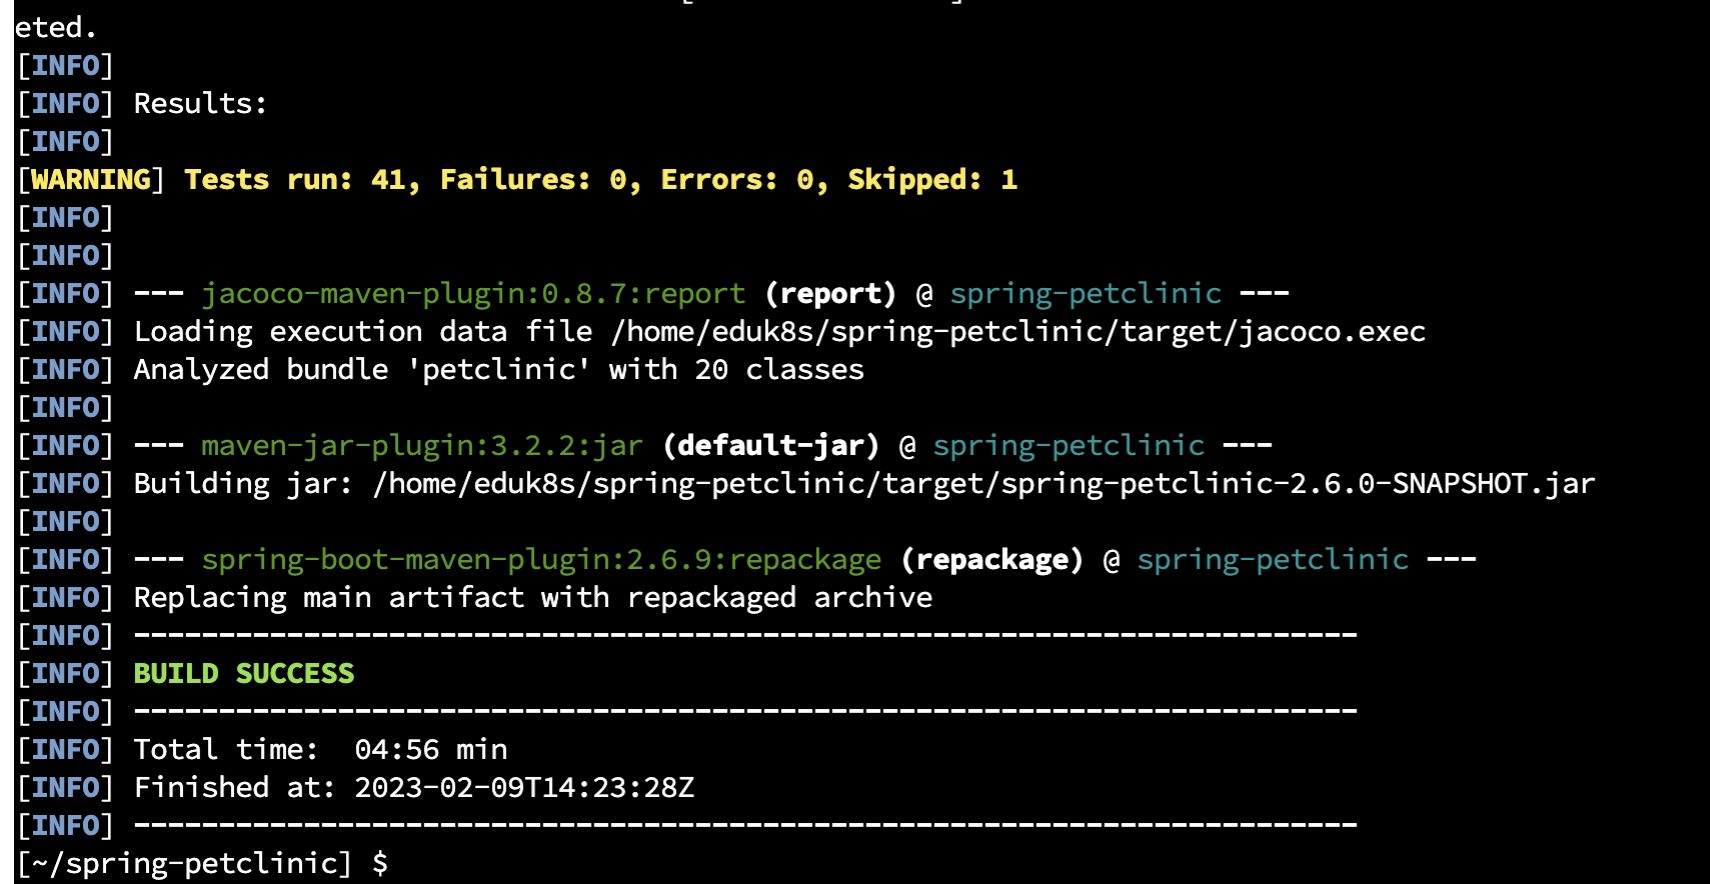 eted.
[INFO]
[INFO] Results:
[INFO]
[WARNING] Tests run: 41, Failures: 0, Errors: 0, Skipped: 1
[INFO]
[INFO]
[INFO] --- jacoco-maven-plugin:0.8.7:report (report) @ spring-petclinic ---
[INFO] Loading execution data file /home/eduk8s/spring-petclinic/target/jacoco.exec
[INFO] Analyzed bundle 'petclinic' with 20 classes
[INFO]
[INFO] --- maven-jar-plugin:3.2.2:jar (default-jar) @ spring-petclinic ---
[INFO] Building jar: /home/eduk8s/spring-petclinic/target/spring-petclinic-2.6.0-SNAPSHOT.jar
[INFO]
[INFO] --- spring-boot-maven-plugin:2.6.9:repackage (repackage) @ spring-petclinic ---
[INFO] Replacing main artifact with repackaged archive
[INFO] ------------------------------------------------------------------------
[INFO] BUILD SUCCESS
[INFO] ------------------------------------------------------------------------
[INFO] Total time:  04:56 min
[INFO] Finished at: 2023-02-09T14:23:28Z
[INFO] ------------------------------------------------------------------------
[~/spring-petclinic] $